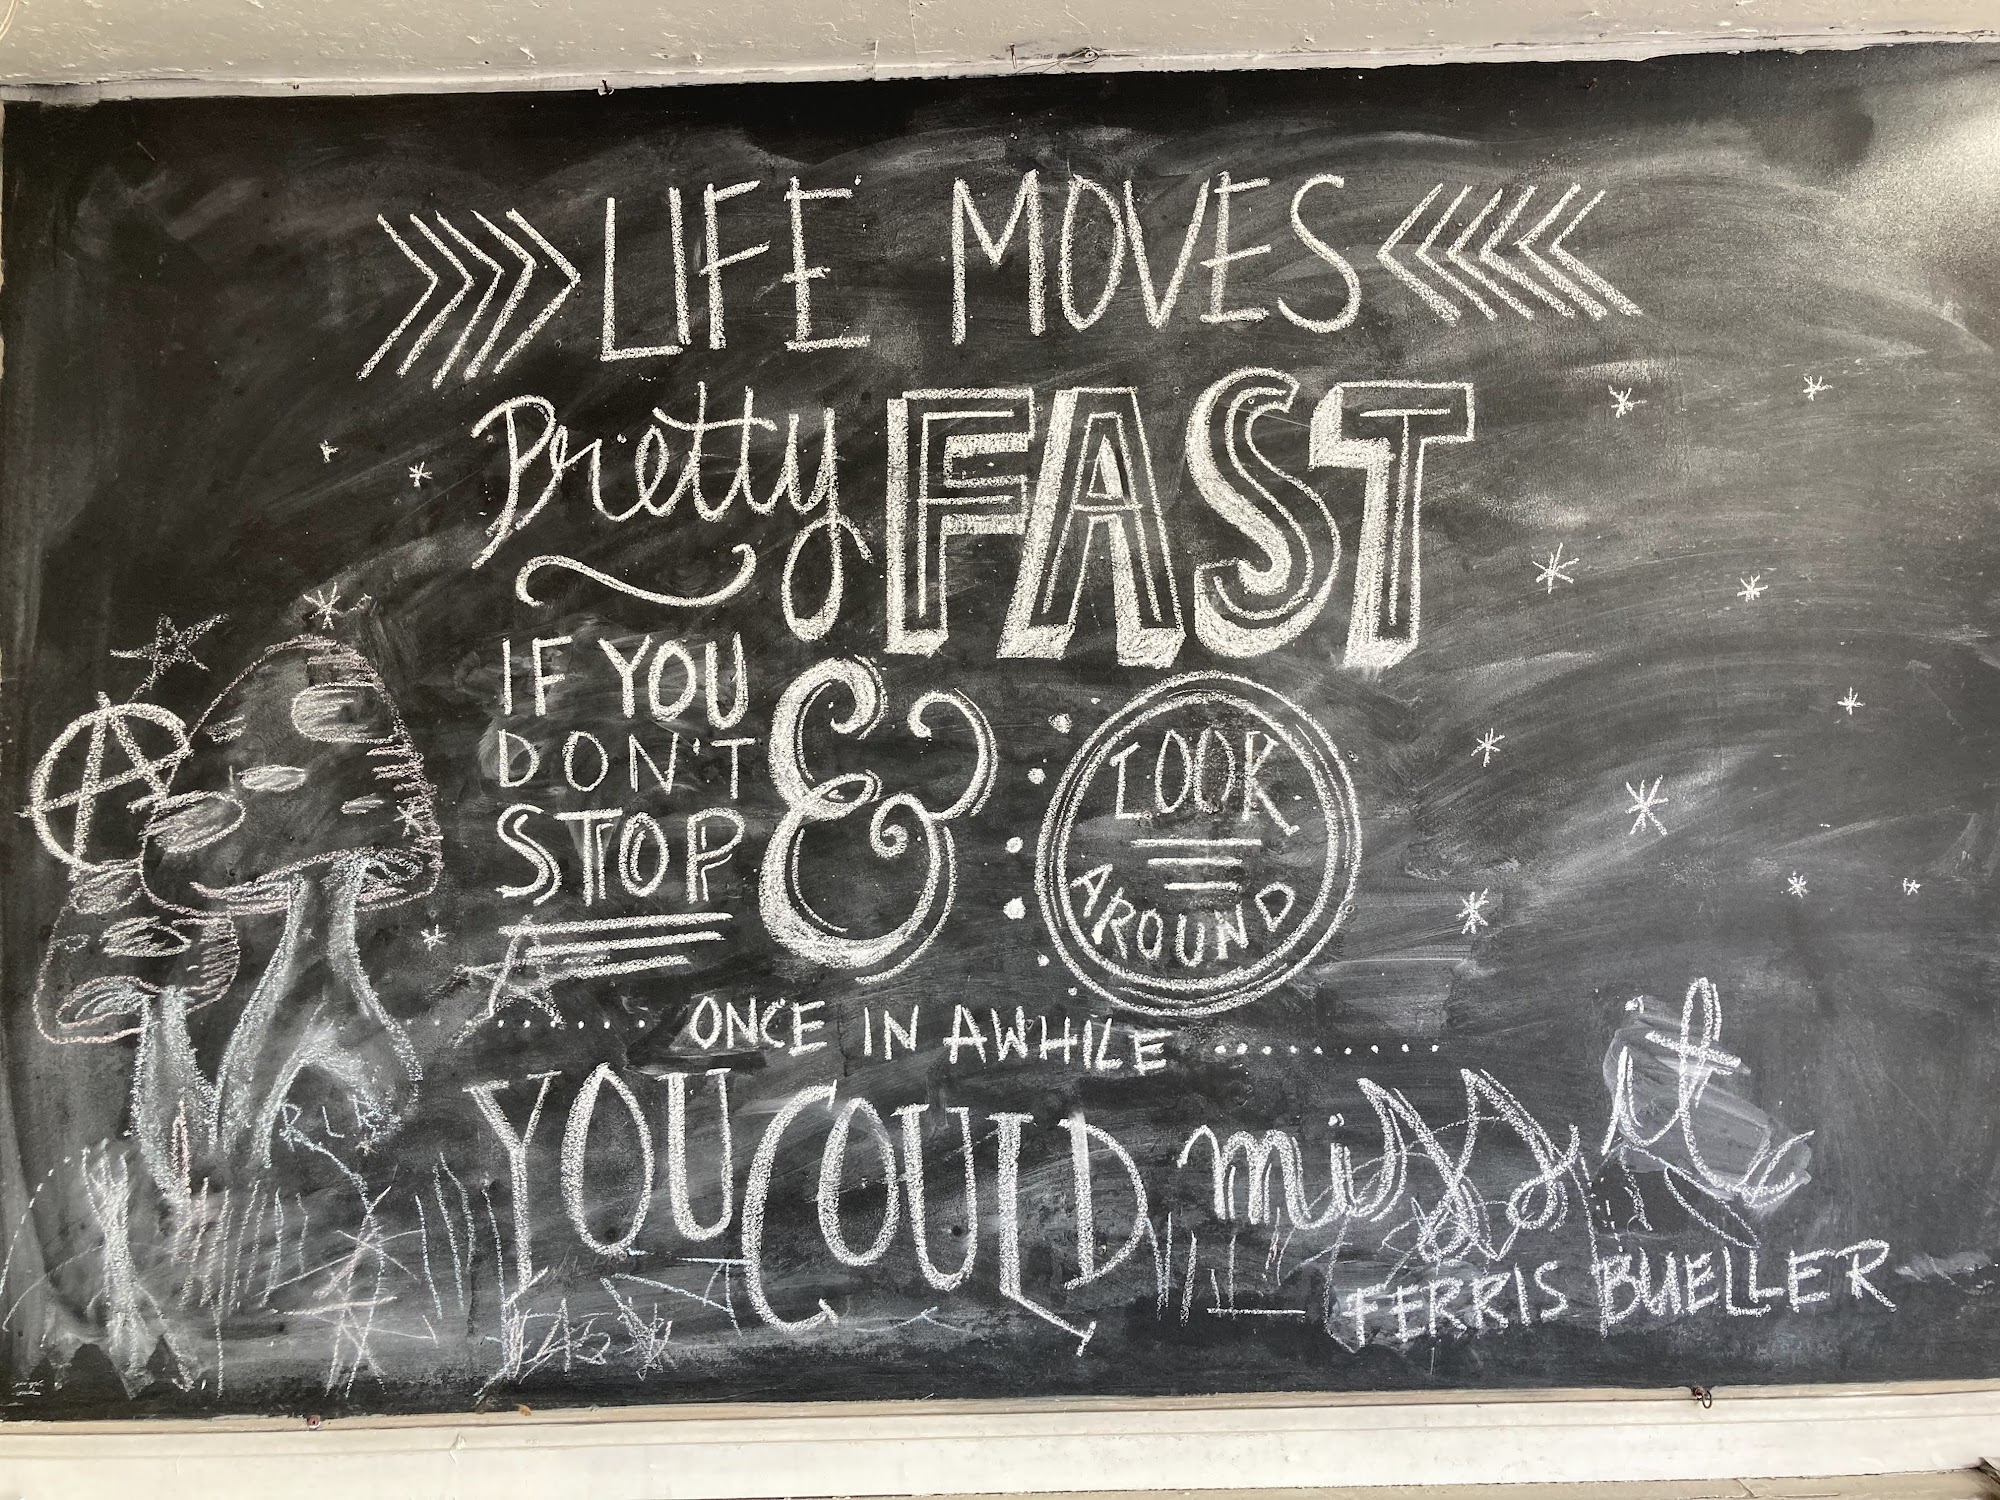 LIFE MOVES
Pretty FAST
IF YOU
DON'T
STOP
&
LOOK
AROUND
ONCE IN AWHILE
YOU COULD miss it
FERRIS BUELLER
R.I.P.